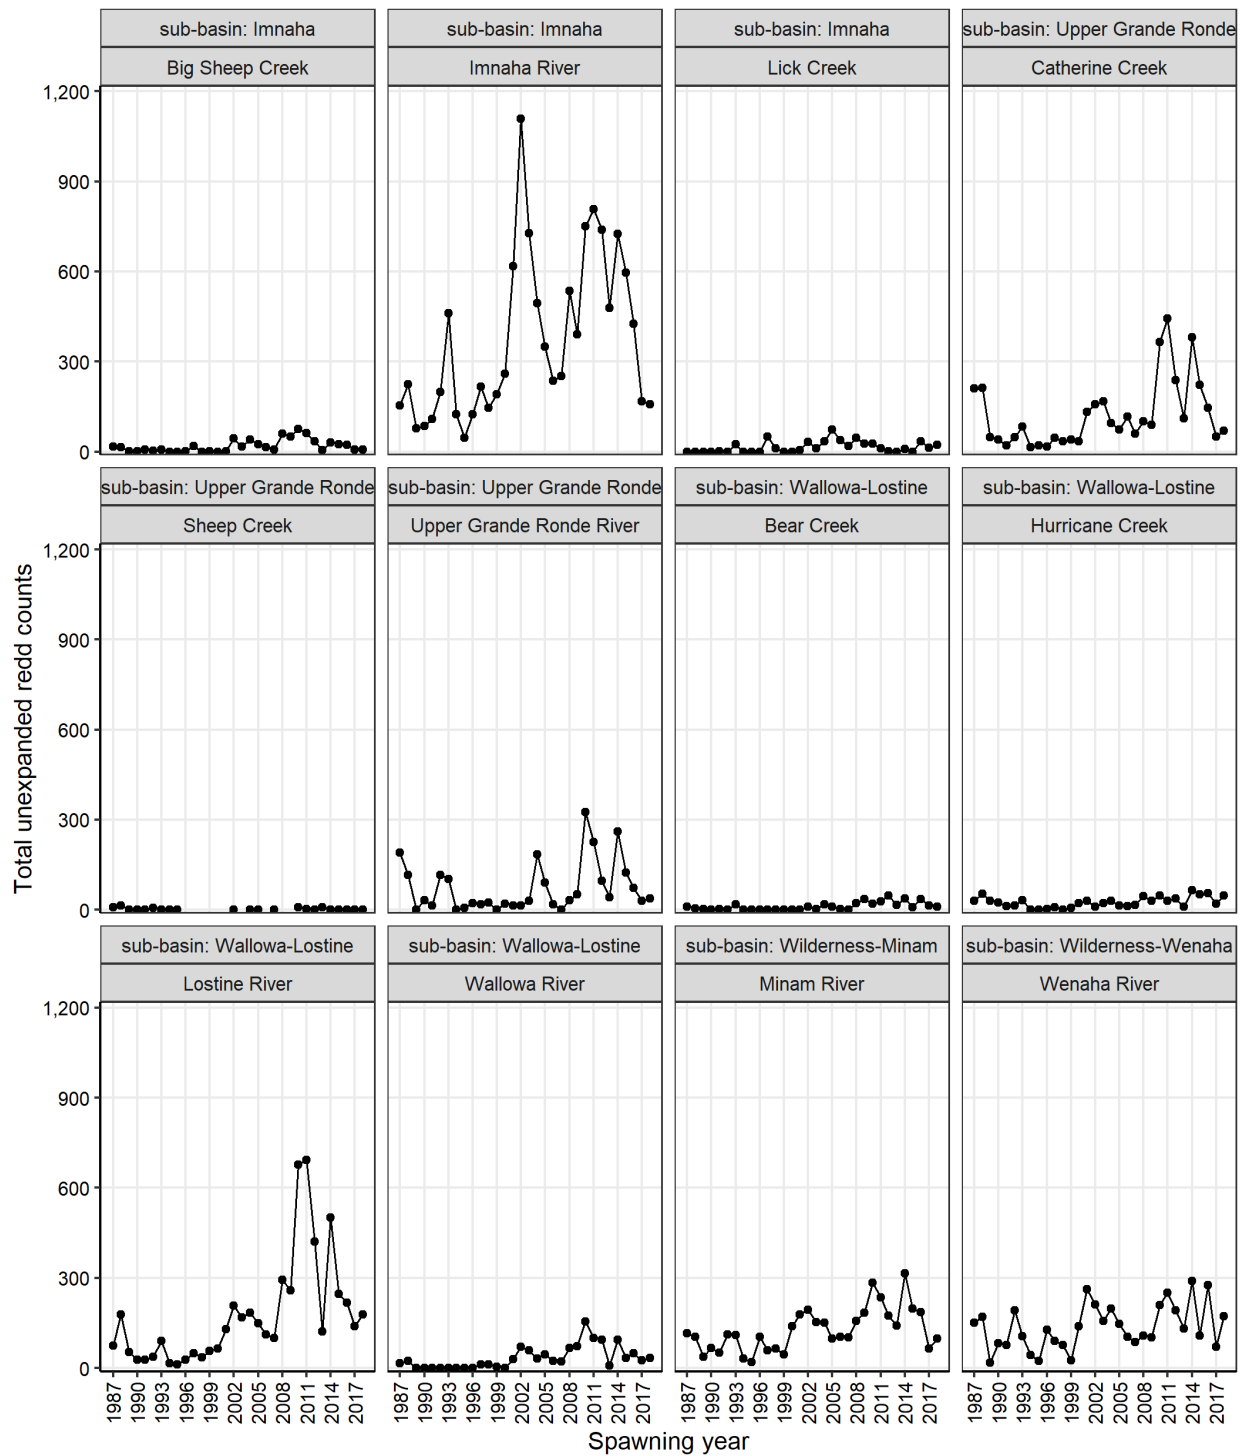 sub-basin: Imnaha
Big Sheep Creek
sub-basin: Imnaha
Imnaha River
sub-basin: Imnaha
Lick Creek
sub-basin: Upper Grande Ronde
Catherine Creek
1,200
900
600
300
0
sub-basin: Upper Grande Ronde
Sheep Creek
sub-basin: Upper Grande Ronde
Upper Grande Ronde River
sub-basin: Wallowa-Lostine
Bear Creek
sub-basin: Wallowa-Lostine
Hurricane Creek
1,200
900
600
300
0
Total unexpanded redd counts
sub-basin: Wallowa-Lostine
Lostine River
sub-basin: Wallowa-Lostine
Wallowa River
sub-basin: Wilderness-Minam
Minam River
sub-basin: Wilderness-Wenaha
Wenaha River
1,200
900
600
300
0
1987 1990 1993 1996 1999 2002 2005 2008 2011 2014 2017
1987 1990 1993 1996 1999 2002 2005 2008 2011 2014 2017
1987 1990 1993 1996 1999 2002 2005 2008 2011 2014 2017
1987 1990 1993 1996 1999 2002 2005 2008 2011 2014 2017
Spawning year